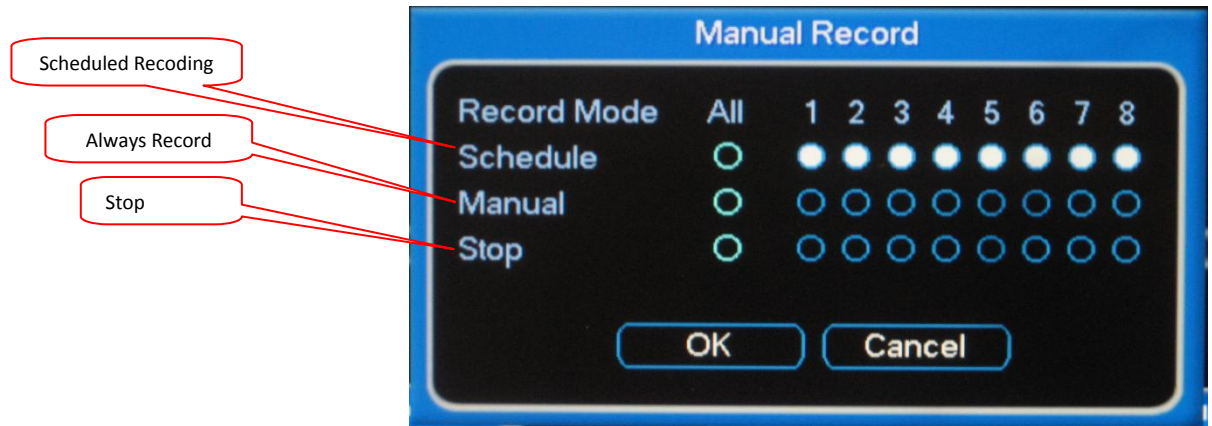 Manual Record
Scheduled Recoding
Always Record
Stop
Record Mode All 1 2 3 4 5 6 7 8
Schedule
Manual
Stop
OK Cancel